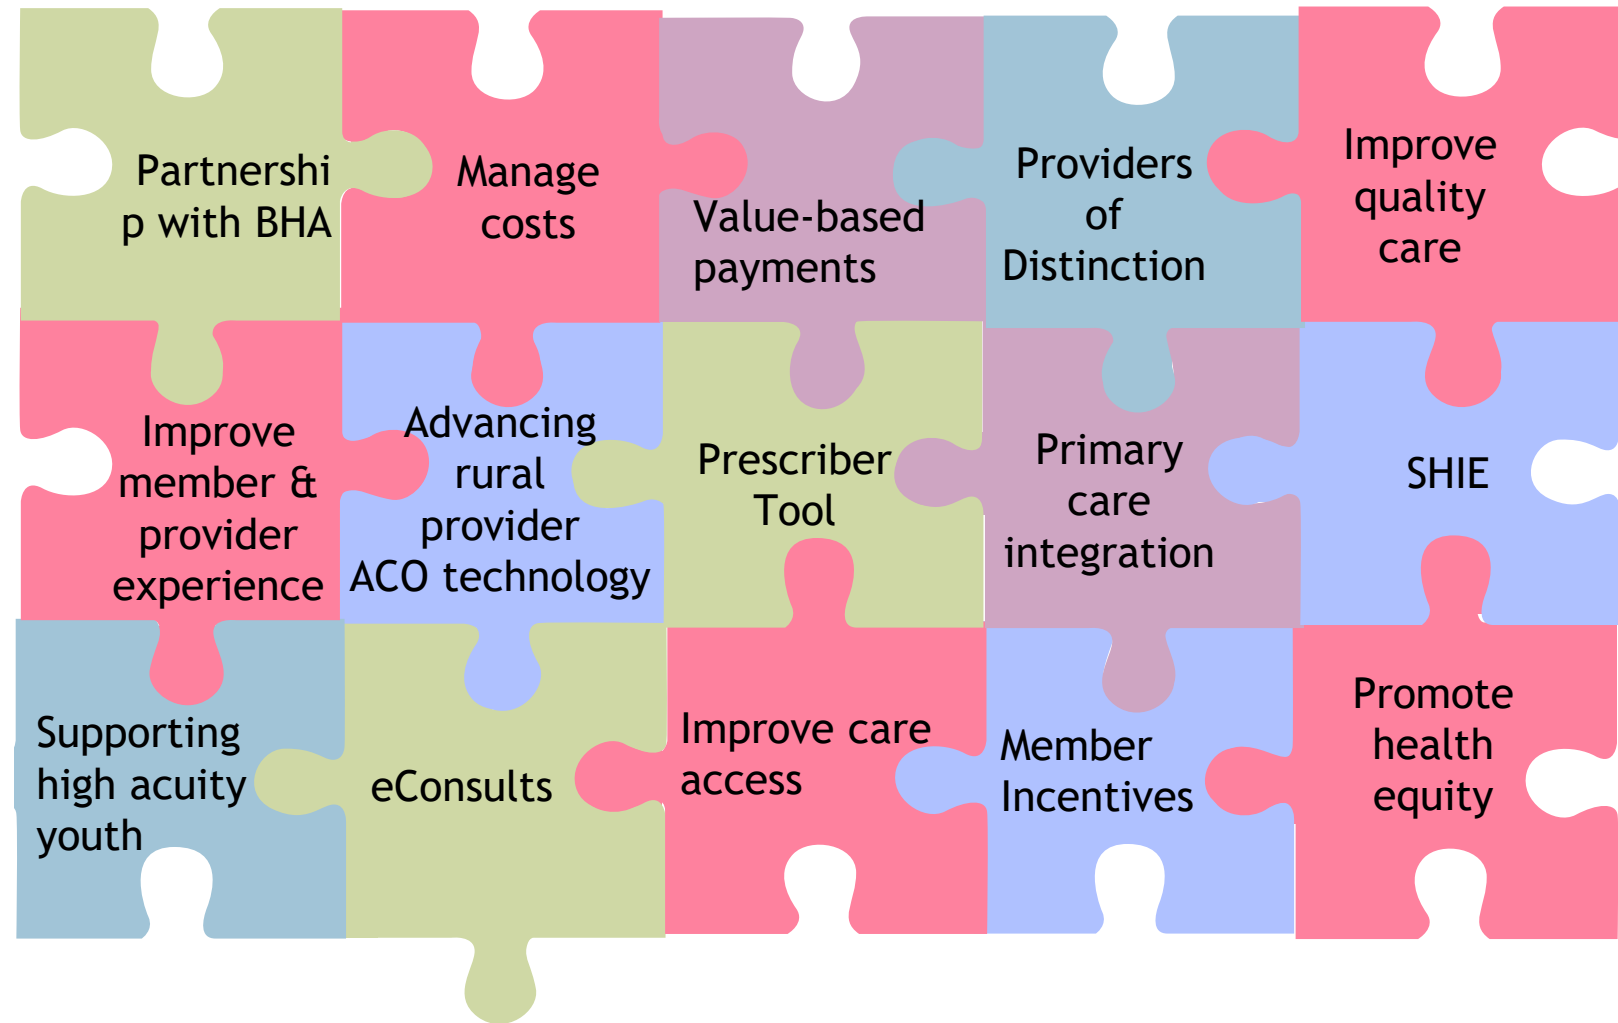 Partnershi
p with BHA
Manage
costs
Value-based
payments
Providers
of
Distinction
Improve
quality
care
Improve
member &
provider
experience
Advancing
rural
provider
ACO technology
Prescriber
Tool
Primary
care
integration
SHIE
Supporting
high acuity
youth
eConsults
Improve care
access
Member
Incentives
Promote
health
equity